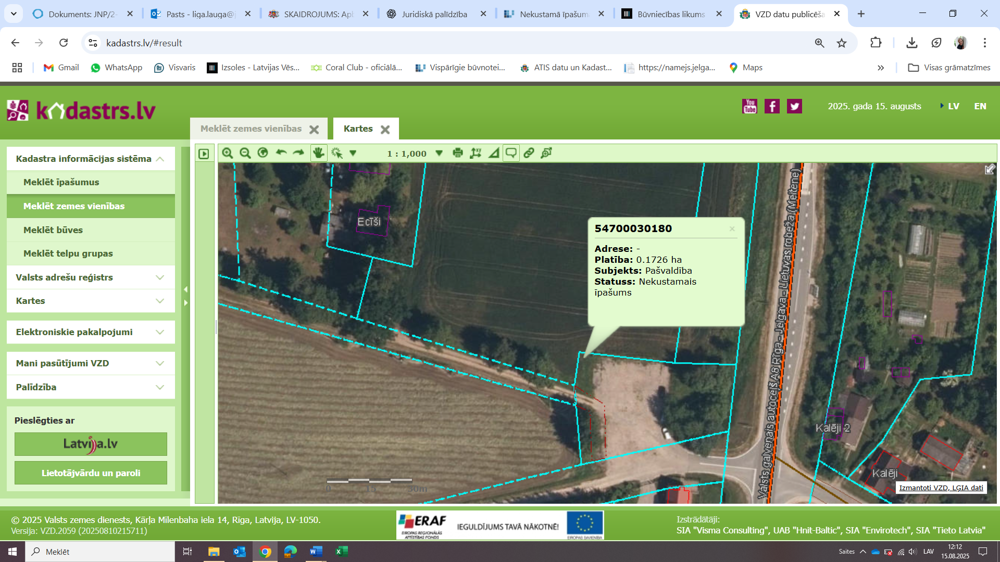 Dokuments: JNP/2-
Pasts - liga.lauga@j
SKAIDROJUMS: Apb
Juridiskā palīdzība
Nekustamā īpašuma
Būvniecības likums
VZD datu publicēša
kadastrs.lv/#result
Gmail
WhatsApp
Visvaris
Izsoles - Latvijas Vēs...
Coral Club - oficiālā...
Vispārīgie būvnotei...
ATIS datu un Kadast...
https://namejs.jelga...
Maps
»
Visas grāmatzīmes
kadastrs.lv
You Tube
2025. gada 15. augusts
LV
EN
Meklēt zemes vienības
Kartes
1 : 1,000
Kadastra informācijas sistēma
Meklēt īpašumus
Meklēt zemes vienības
Meklēt būves
Meklēt telpu grupas
Valsts adrešu reģistrs
Kartes
Elektroniskie pakalpojumi
Mani pasūtījumi VZD
Palīdzība
Pieslēgties ar
Latvija.lv
Lietotājvārdu un paroli
Ecīši
54700030180
Adrese: -
Platība: 0.1726 ha
Subjekts: Pašvaldība
Statuss: Nekustamais
īpašums
Valsts galvenais autoceļš A8 Rīga - Jelgava - Lietuvas robeža (Meitene)
Kalēji 2
Kalēji
0 15 30m
Izmantoti VZD, LĢIA dati
© 2025 Valsts zemes dienests, Kārļa Mīlenbaha iela 14, Rīga, Latvija, LV-1050.
Versija: VZD.2059 (20250810215711)
ERAF
EIROPAS REĢIONĀLĀS
ATTĪSTĪBAS FONDS
IEGULDĪJUMS TAVĀ NĀKOTNĒ!
EIROPAS SAVIENĪBA
Izstrādātāji:
SIA "Visma Consulting", UAB "Hnit-Baltic", SIA "Envirotech", SIA "Tieto Latvia"
Meklēt
Saites
LAV
12:12
15.08.2025